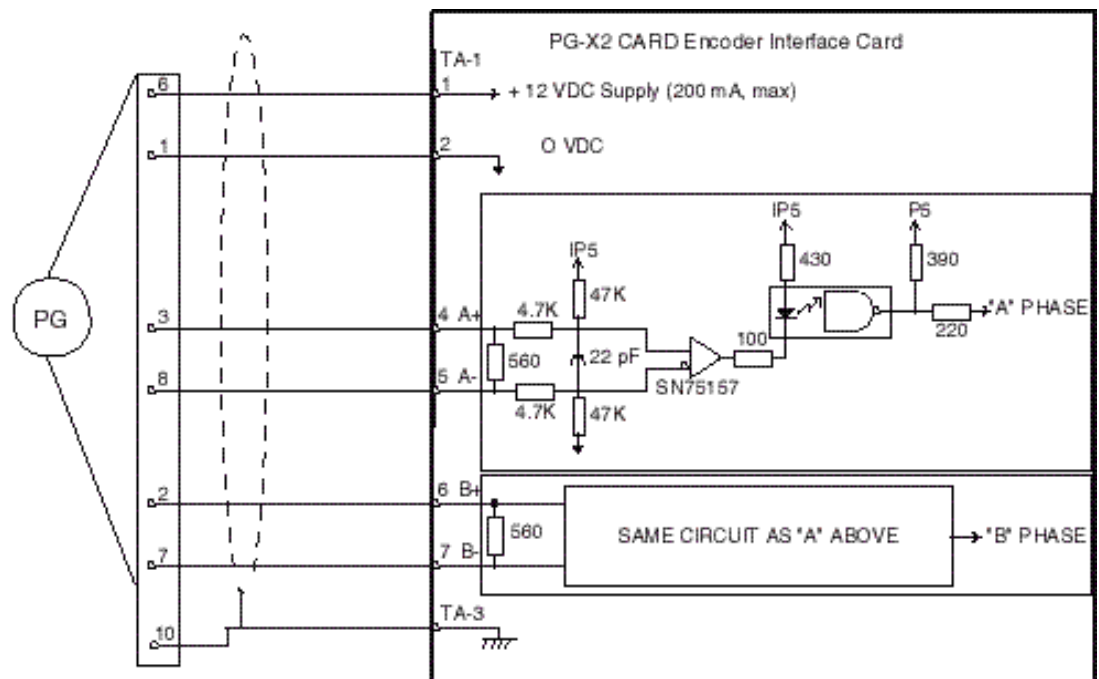 PG-X2 CARD Encoder Interface Card
TA-1
6
1
+ 12 VDC Supply (200 mA, max)
1
2
O VDC
IP5
P5
IP5
430
390
47K
4.7K
"A" PHASE
PG
3
4 A+
220
100
560
22 pF
8
5 A-
SN75157
4.7K
47K
2
6 B+
560
SAME CIRCUIT AS "A" ABOVE
"B" PHASE
7
7 B-
TA-3
10